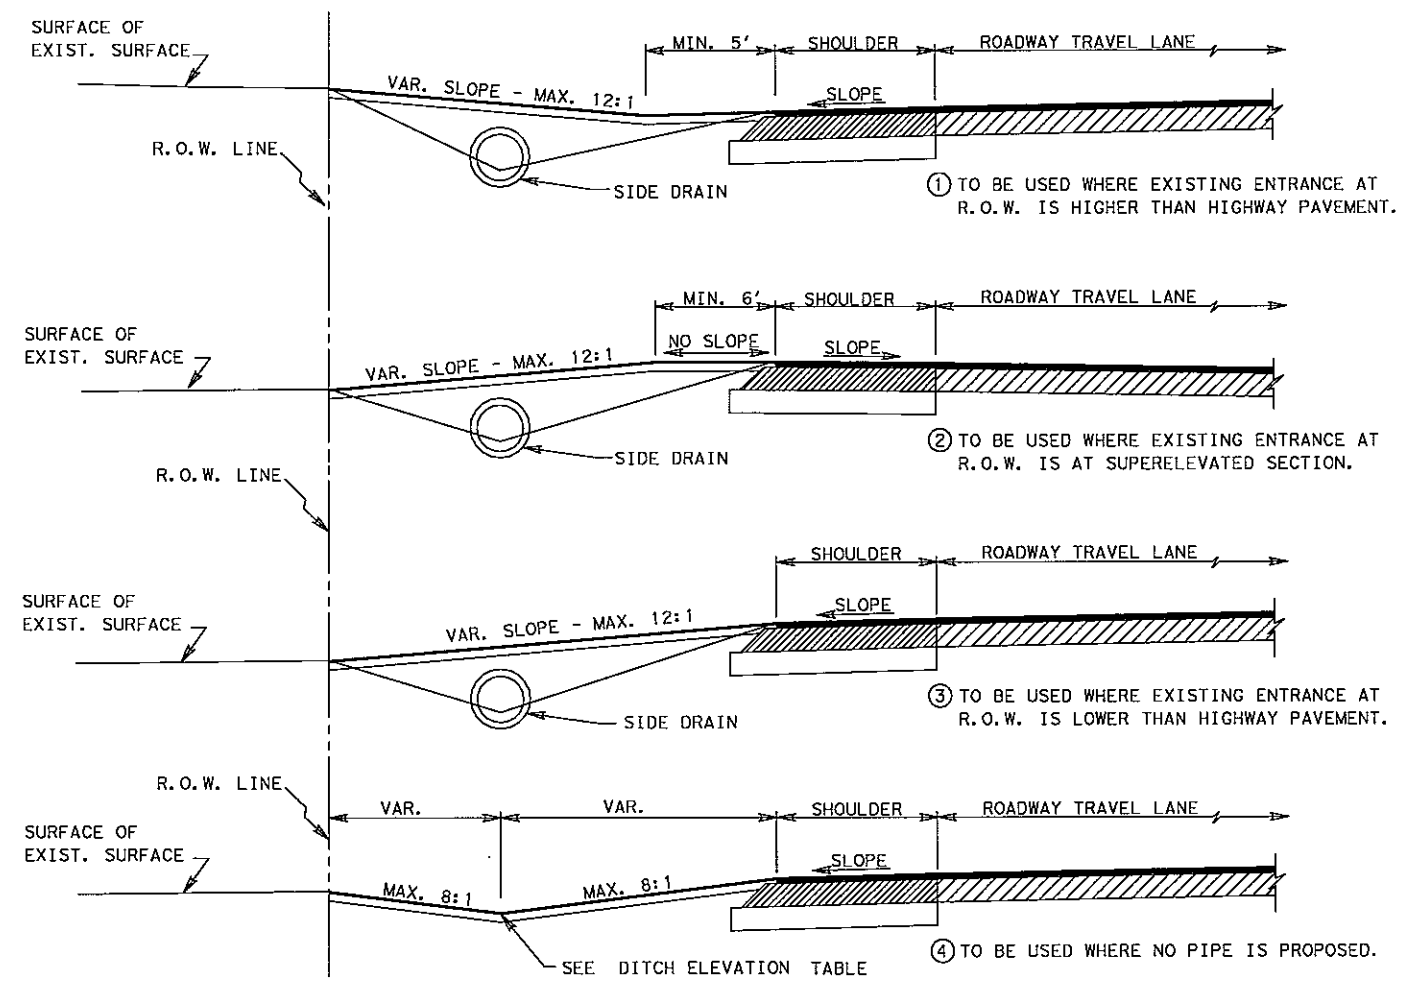 SURFACE OF
EXIST. SURFACE
MIN. 5'
SHOULDER
ROADWAY TRAVEL LANE
VAR. SLOPE - MAX. 12:1
SLOPE
R.O.W. LINE
SIDE DRAIN
1 TO BE USED WHERE EXISTING ENTRANCE AT
R.O.W. IS HIGHER THAN HIGHWAY PAVEMENT.
MIN. 6'
SHOULDER
ROADWAY TRAVEL LANE
SURFACE OF
EXIST. SURFACE
NO SLOPE
SLOPE
VAR. SLOPE - MAX. 12:1
2 TO BE USED WHERE EXISTING ENTRANCE AT
R.O.W. IS AT SUPERELEVATED SECTION.
SIDE DRAIN
R.O.W. LINE
SHOULDER
ROADWAY TRAVEL LANE
SURFACE OF
EXIST. SURFACE
SLOPE
VAR. SLOPE - MAX. 12:1
3 TO BE USED WHERE EXISTING ENTRANCE AT
R.O.W. IS LOWER THAN HIGHWAY PAVEMENT.
SIDE DRAIN
R.O.W. LINE
VAR.
VAR.
SHOULDER
ROADWAY TRAVEL LANE
SURFACE OF
EXIST. SURFACE
SLOPE
MAX. 8:1
MAX. 8:1
4 TO BE USED WHERE NO PIPE IS PROPOSED.
SEE DITCH ELEVATION TABLE